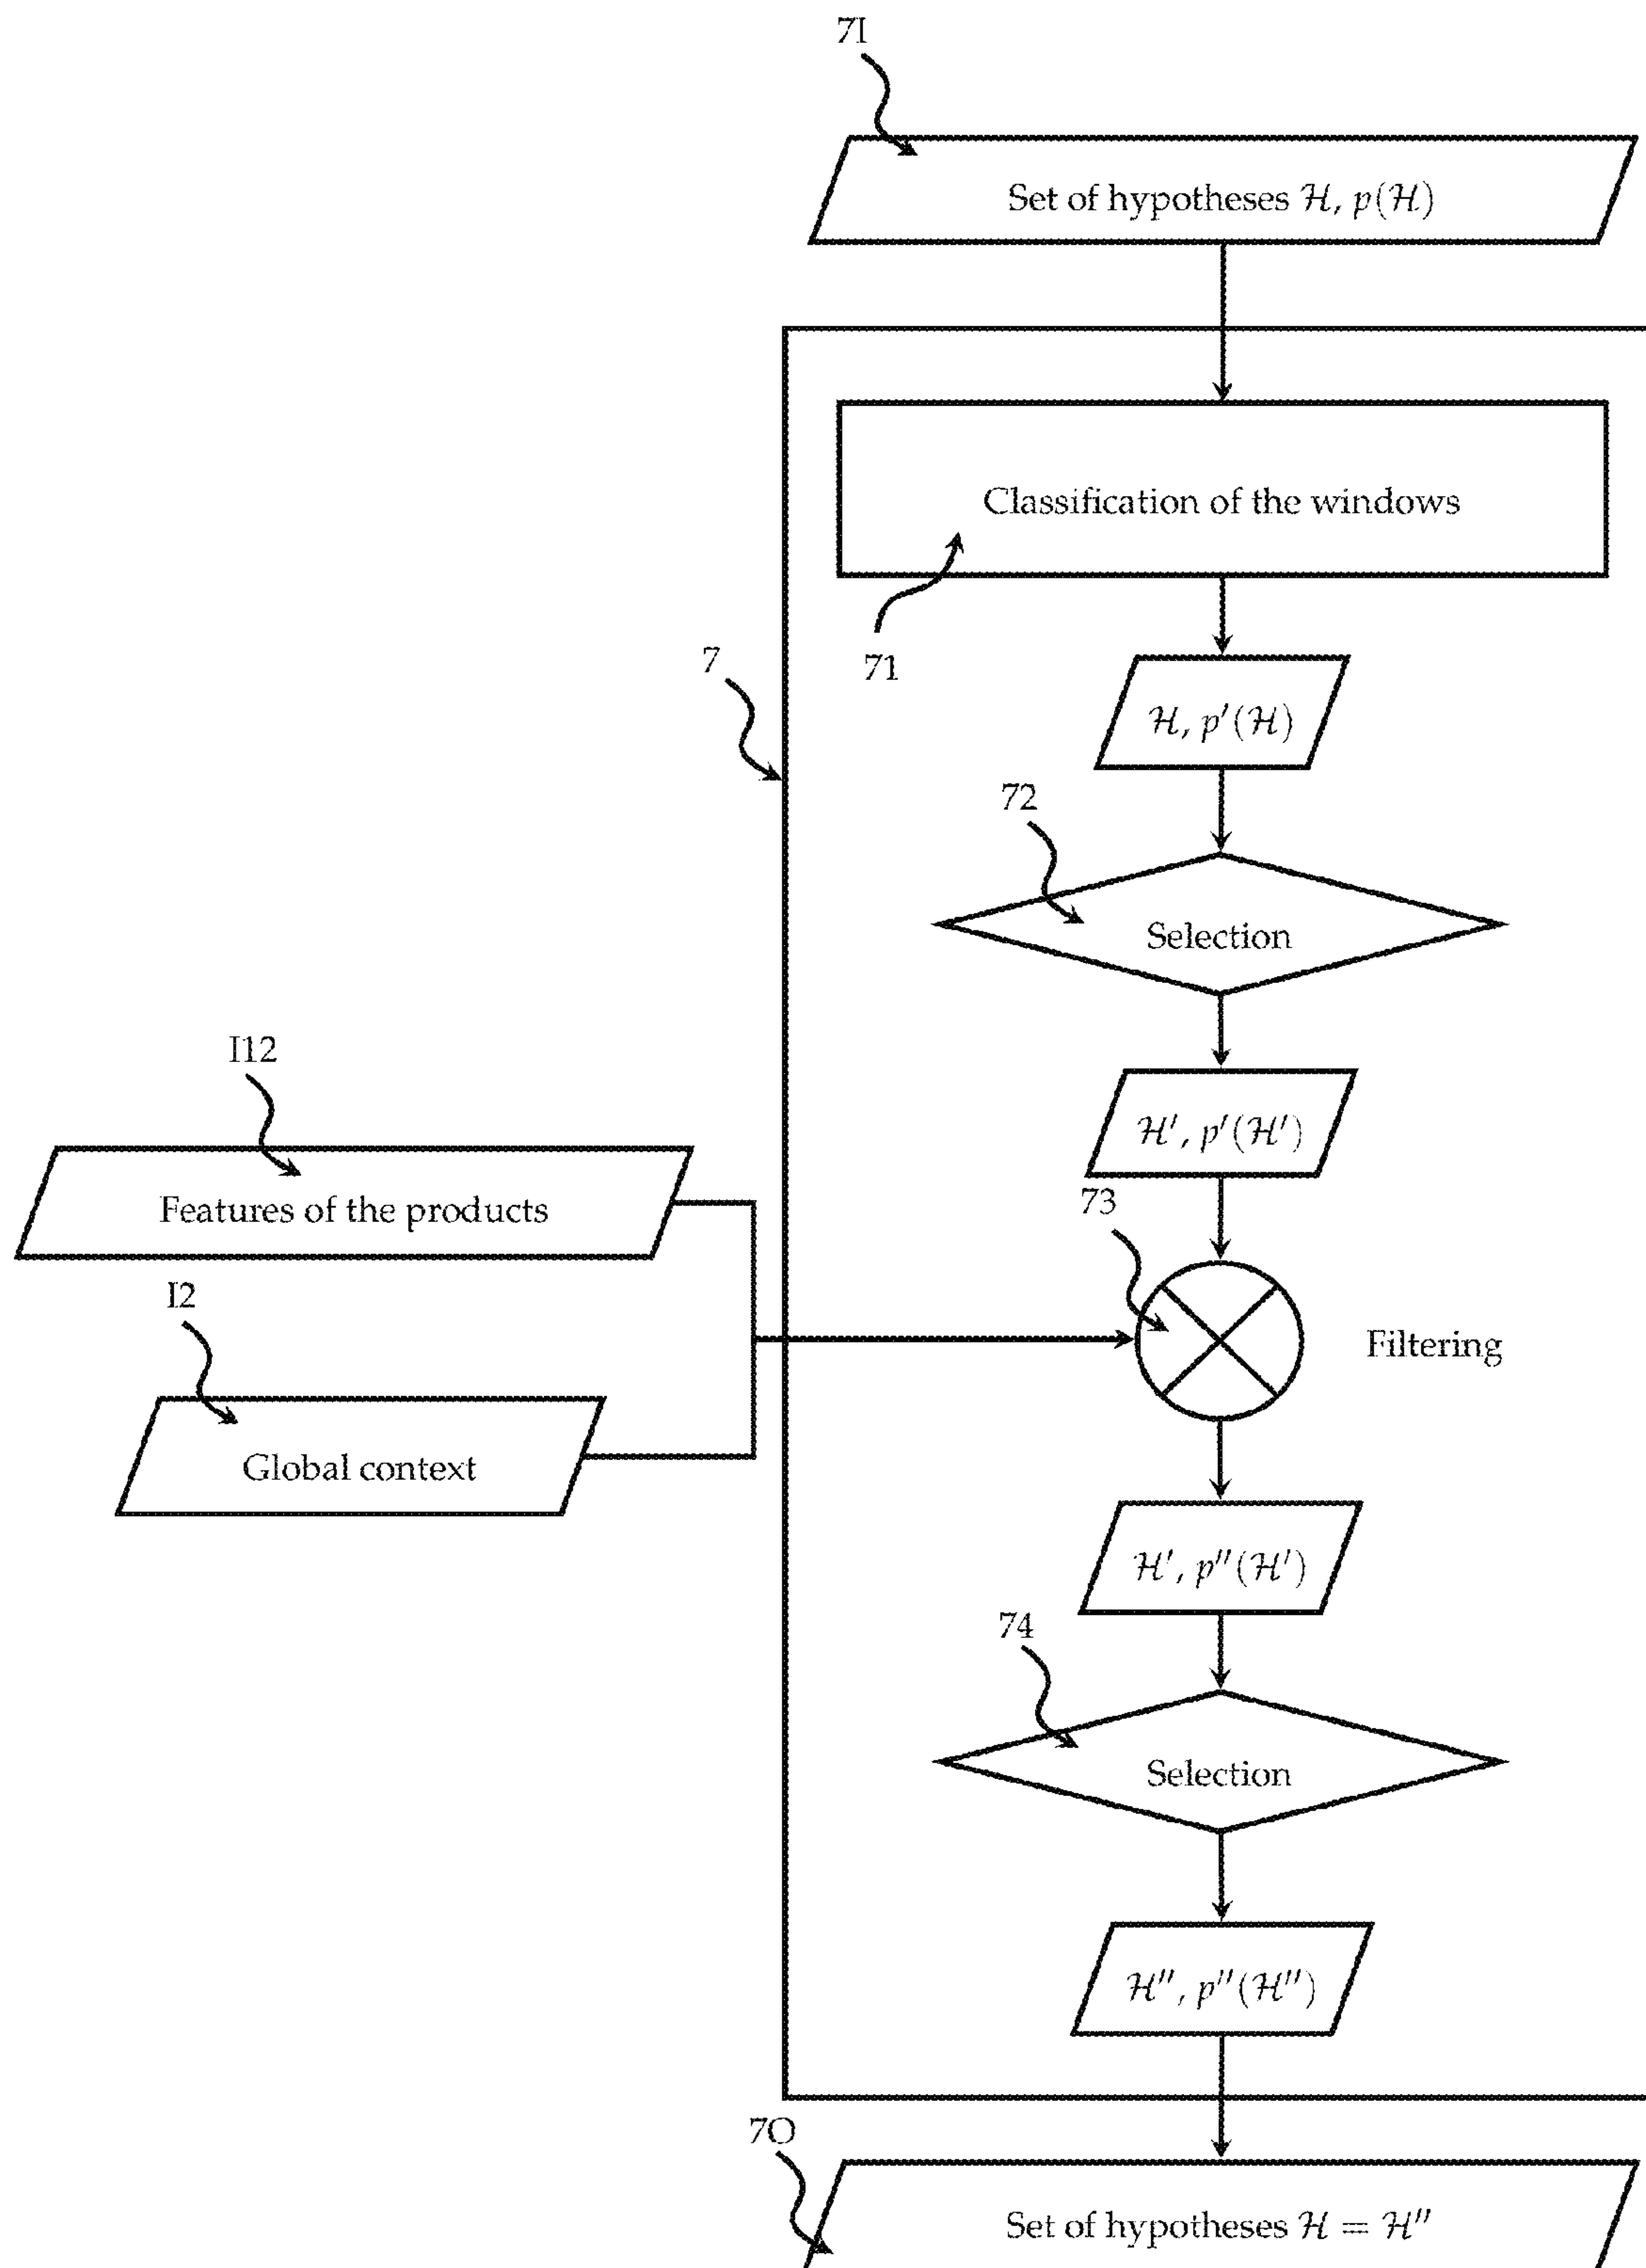 7I
Set of hypotheses ℋ, p(ℋ)
Classification of the windows
71
7
ℋ, p′(ℋ)
72
Selection
ℋ′, p′(ℋ′)
I12
Features of the products
73
I2
Filtering
Global context
ℋ′, p″(ℋ′)
74
Selection
ℋ″, p″(ℋ″)
7O
Set of hypotheses ℋ = ℋ″